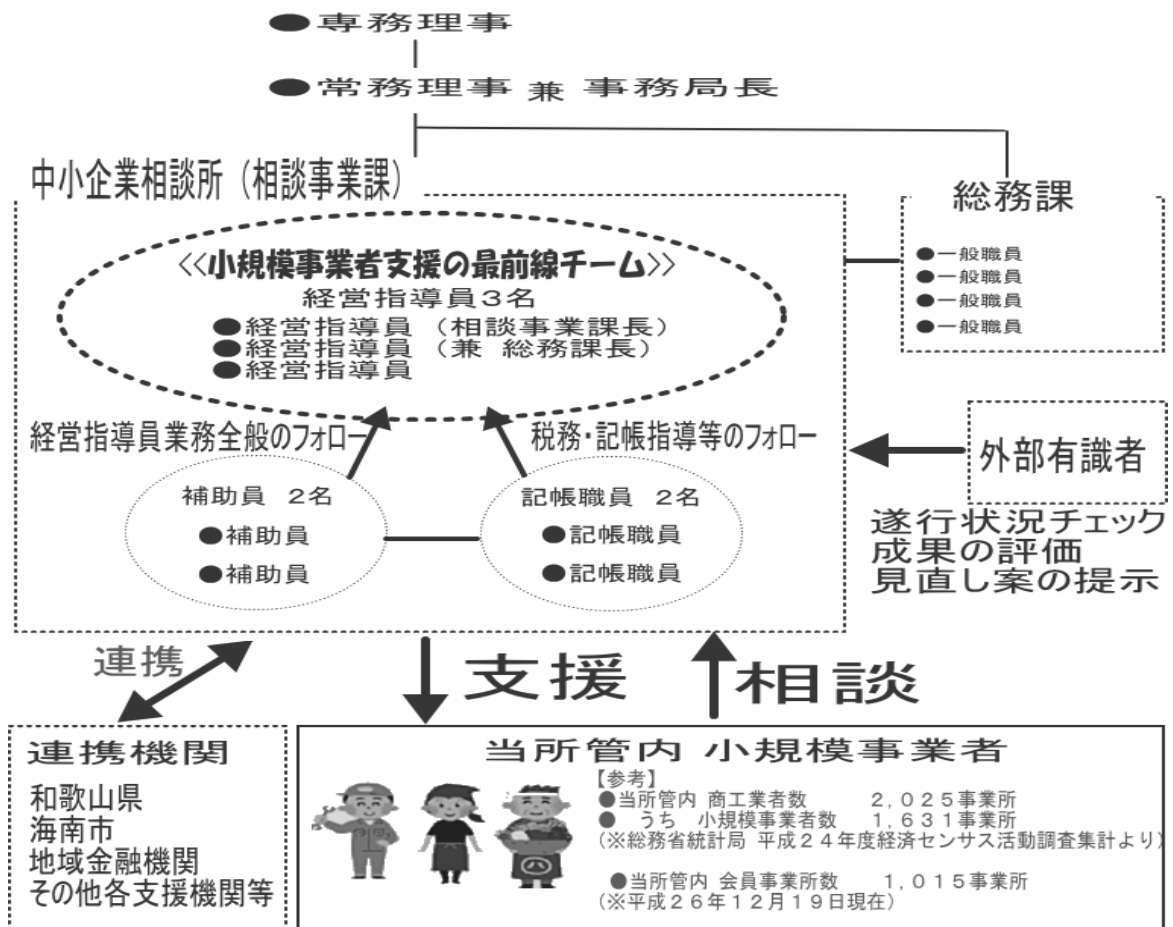 ●専務理事
●常務理事 兼 事務局長
中小企業相談所（相談事業課）
総務課
●一般職員
●一般職員
●一般職員
●一般職員
<<小規模事業者支援の最前線チーム>>
経営指導員３名
●経営指導員（相談事業課長）
●経営指導員（兼 総務課長）
●経営指導員
経営指導員業務全般のフォロー
税務・記帳指導等のフォロー
補助員 2名
●補助員
●補助員
記帳職員 2名
●記帳職員
●記帳職員
外部有識者
遂行状況チェック
成果の評価
見直し案の提示
連携
支援
相談
連携機関
和歌山県
海南市
地域金融機関
その他各支援機関等
当所管内 小規模事業者
【参考】
●当所管内 商工業者数 ２,０２５事業所
● うち 小規模事業者数 １,６３１事業所
(※総務省統計局 平成２４年度経済センサス活動調査集計より)
●当所管内 会員事業所数 １,０１５事業所
(※平成２６年１２月１９日現在)